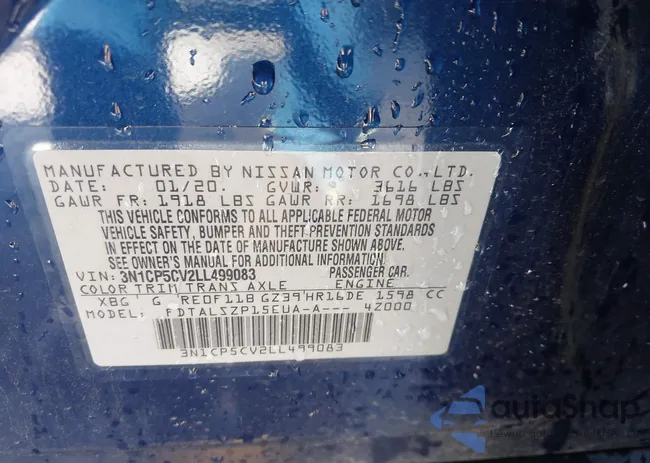 MANUFACTURED BY NISSAN MOTOR CO.,LTD.
DATE: 01/20. GVWR: 3616 LBS
GAWR FR: 1918 LBS GAWR RR: 1698 LBS
THIS VEHICLE CONFORMS TO ALL APPLICABLE FEDERAL MOTOR
VEHICLE SAFETY, BUMPER AND THEFT PREVENTION STANDARDS
IN EFFECT ON THE DATE OF MANUFACTURE SHOWN ABOVE.
SEE OWNER'S MANUAL FOR ADDITIONAL INFORMATION.
VIN: 3N1CP5CV2LL499083 PASSENGER CAR.
COLOR TRIM TRANS AXLE ENGINE
XBG G RE0F11B GZ39 HR16DE 1598 CC
MODEL: FDTALSZP15EUA-A--- 4Z000
3N1CP5CV2LL499083
autoShap